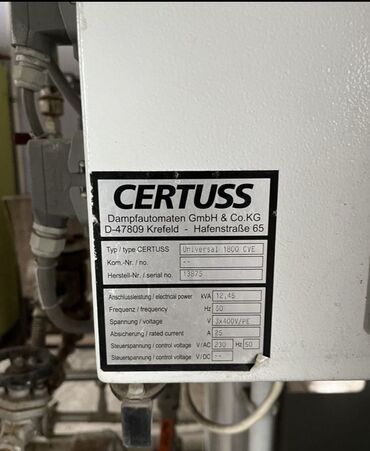 CERTUSS
Dampfautomaten GmbH & Co.KG
D-47809 Krefeld - Hafenstraße 65
Typ / type CERTUSS Universal 1800 CVE
Kom.-Nr. / no. --
Herstell-Nr. / serial no. 13875
Anschlussleistung / electrical power kVA 12,45
Frequenz / frequency Hz 50
Spannung / voltage V 3x400V/PE
Absicherung / rated current A 25
Steuerspannung / control voltage V / AC 230 Hz 50
Steuerspannung / control voltage V / DC --